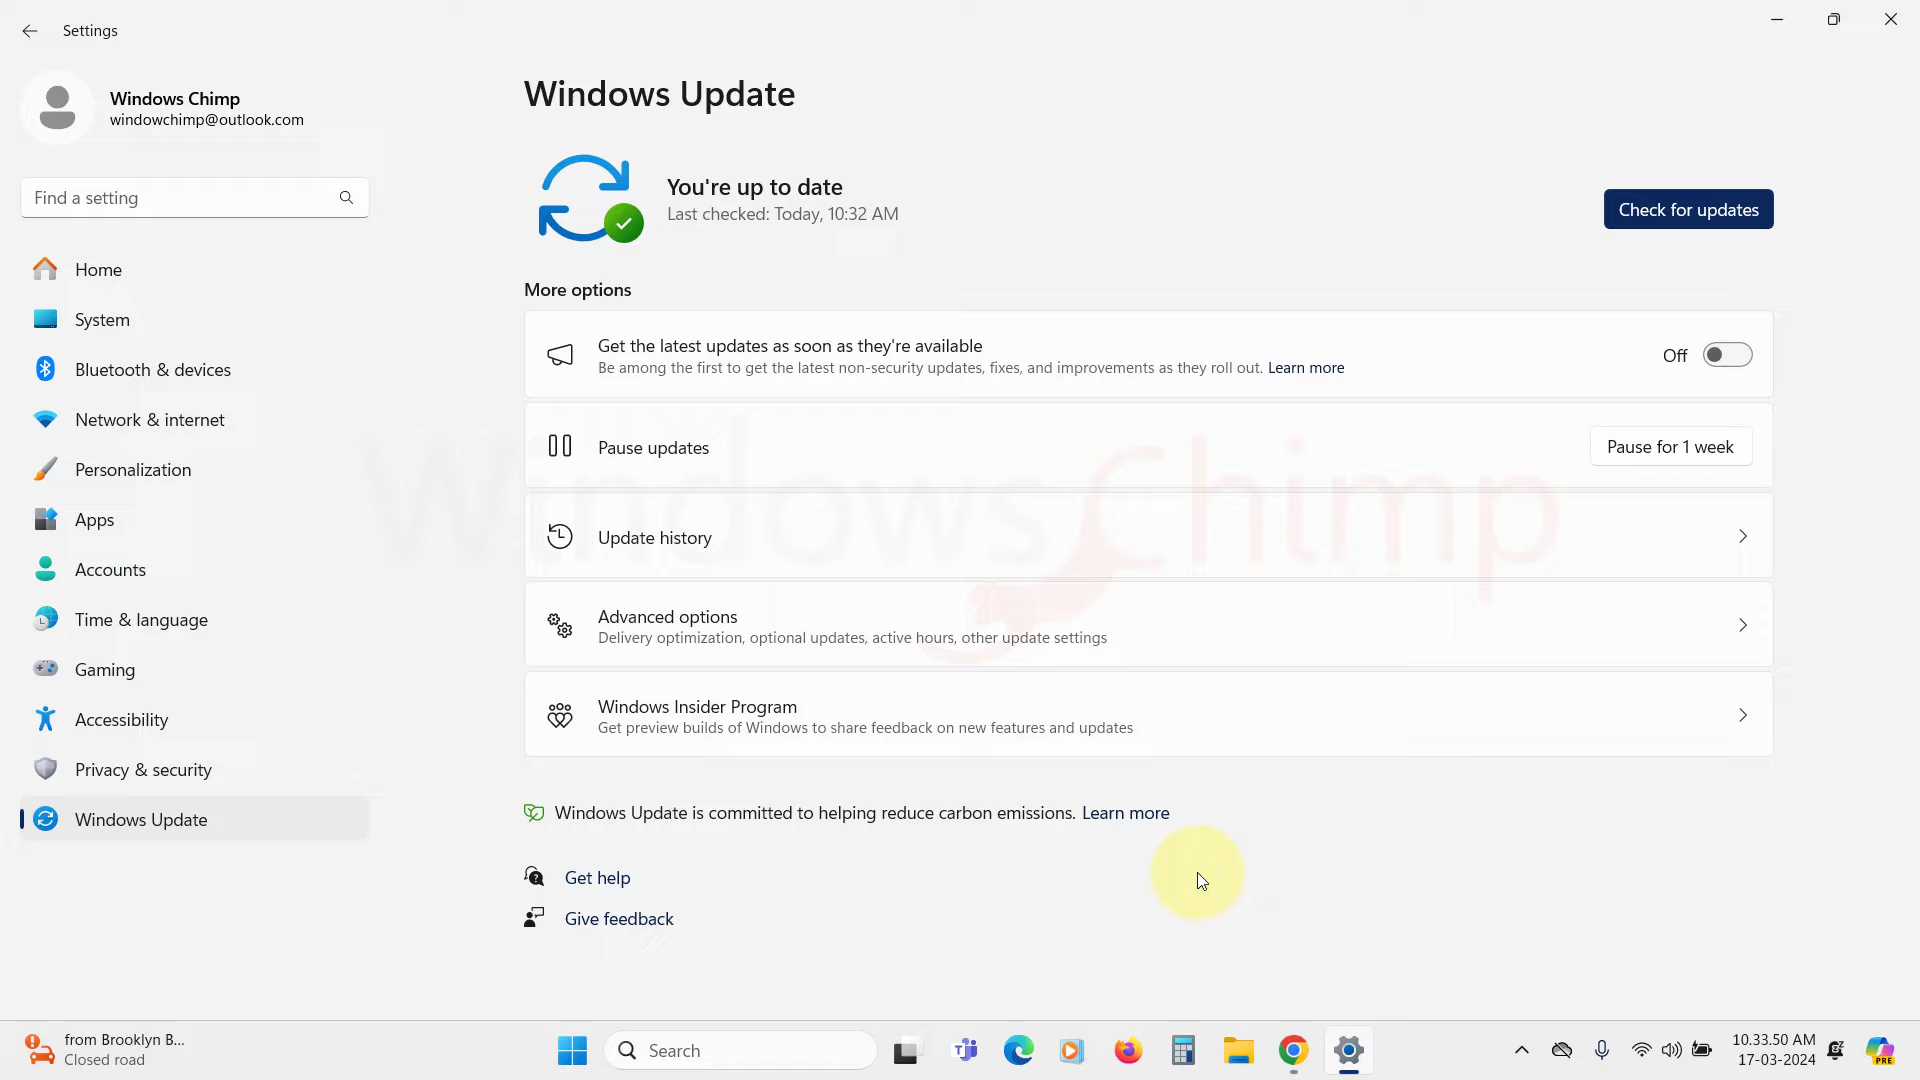 Settings
Windows Chimp
windowchimp@outlook.com
Find a setting
Home
System
Bluetooth & devices
Network & internet
Personalization
Apps
Accounts
Time & language
Gaming
Accessibility
Privacy & security
Windows Update
Windows Update
You're up to date
Last checked: Today, 10:32 AM
Check for updates
More options
Get the latest updates as soon as they're available
Be among the first to get the latest non-security updates, fixes, and improvements as they roll out. Learn more
Off
Pause updates
Pause for 1 week
WindowsChimp
Update history
Advanced options
Delivery optimization, optional updates, active hours, other update settings
Windows Insider Program
Get preview builds of Windows to share feedback on new features and updates
Windows Update is committed to helping reduce carbon emissions. Learn more
Get help
Give feedback
from Brooklyn B...
Closed road
Search
10.33.50 AM
17-03-2024
PRE